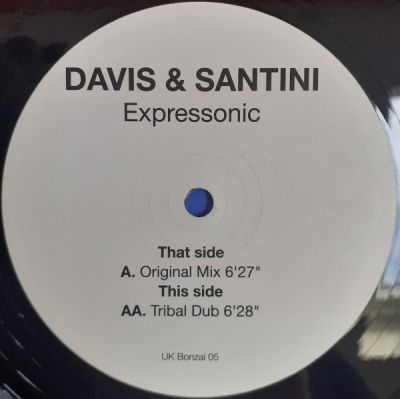 DAVIS & SANTINI
Expressonic
That side
A. Original Mix 6'27"
This side
AA. Tribal Dub 6'28"
UK Bonzai 05